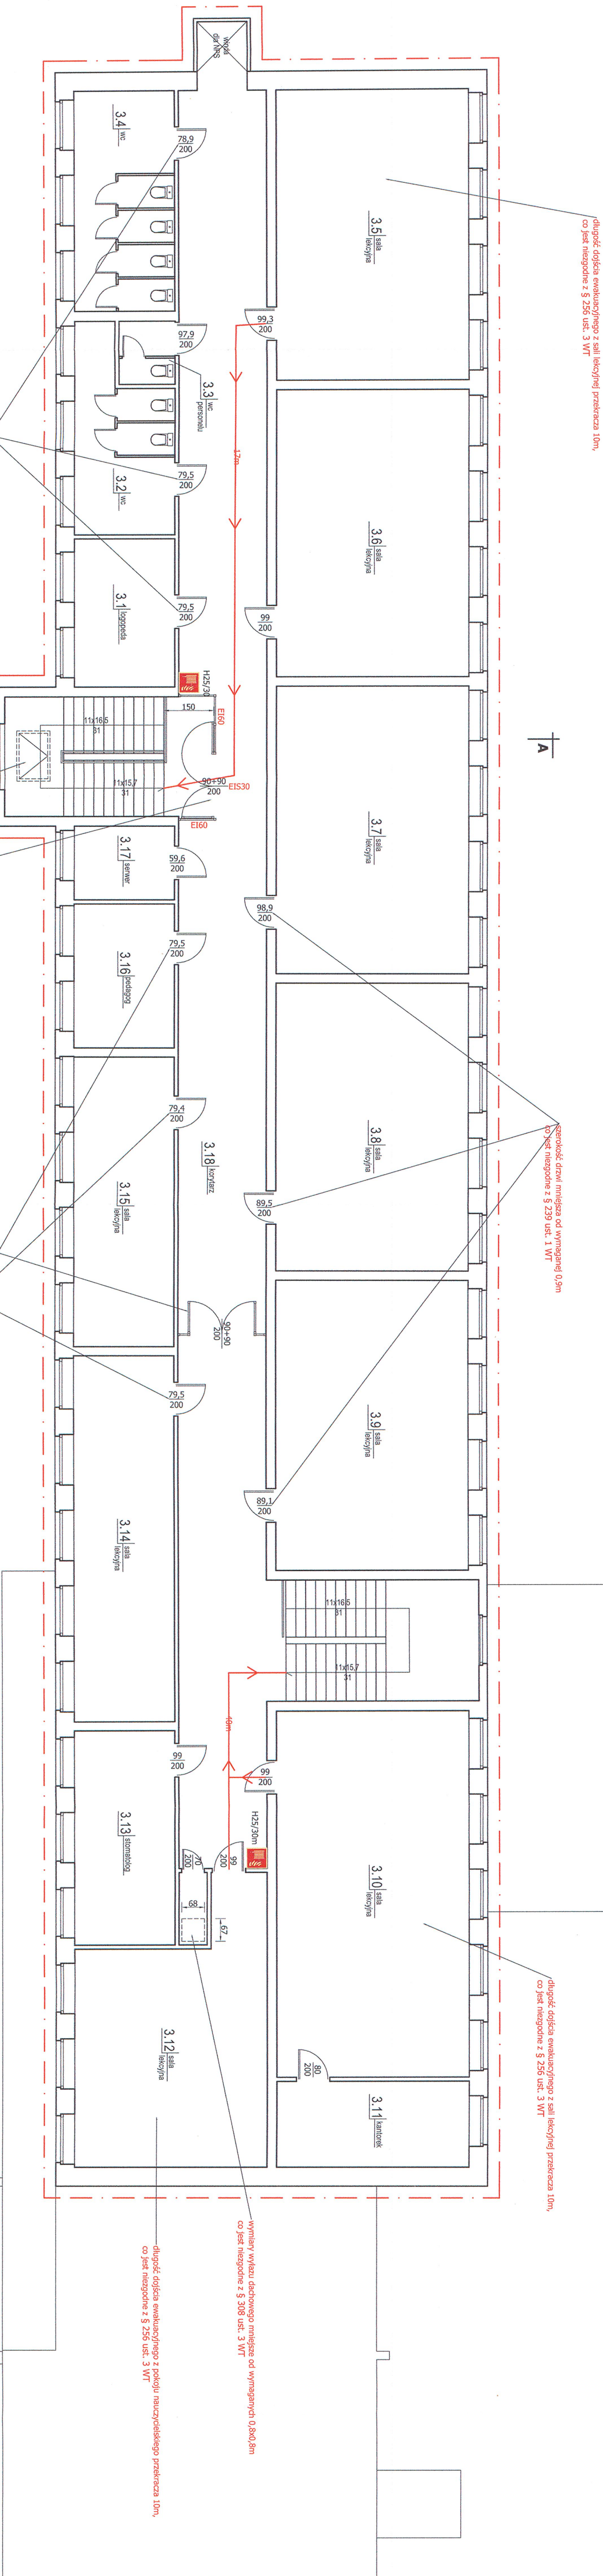 długość dojścia ewakuacyjnego z sali lekcyjnej przekracza 10m,
co jest niezgodne z § 256 ust. 3 WT
A
szerokość drzwi mniejsza od wymaganej 0,9m
co jest niezgodne z § 239 ust. 1 WT
długość dojścia ewakuacyjnego z sali lekcyjnej przekracza 10m,
co jest niezgodne z § 256 ust. 3 WT
wymiary wyłazu dachowego mniejsze od wymaganych 0,8x0,8m
co jest niezgodne z § 308 ust. 3 WT
długość dojścia ewakuacyjnego z pokoju nauczycielskiego przekracza 10m,
co jest niezgodne z § 256 ust. 3 WT
winda
dla NPS
3.5 sala
lekcyjna
3.6 sala
lekcyjna
3.7 sala
lekcyjna
3.8 sala
lekcyjna
3.9 sala
lekcyjna
3.10 sala
lekcyjna
3.11 kantorek
99,3
200
99
200
98,9
200
89,5
200
89,1
200
11x16,5
31
11x15,7
31
99
200
80
200
17m
3.18 korytarz
90+90
200
H25/30m
99
200
70
200
68
67
78,9
200
97,9
200
79,5
200
79,5
200
H25/30
150
EI60
90+90
200
EIS30
EI60
59,6
200
79,5
200
79,4
200
79,5
200
99
200
3.4 wc
3.3 wc
personelu
3.2 wc
3.1 logopeda
11x16,5
31
11x15,7
31
3.17 serwer
3.16 pedagog
3.15 sala
lekcyjna
3.14 sala
lekcyjna
3.13 stomatolog
3.12 sala
lekcyjna